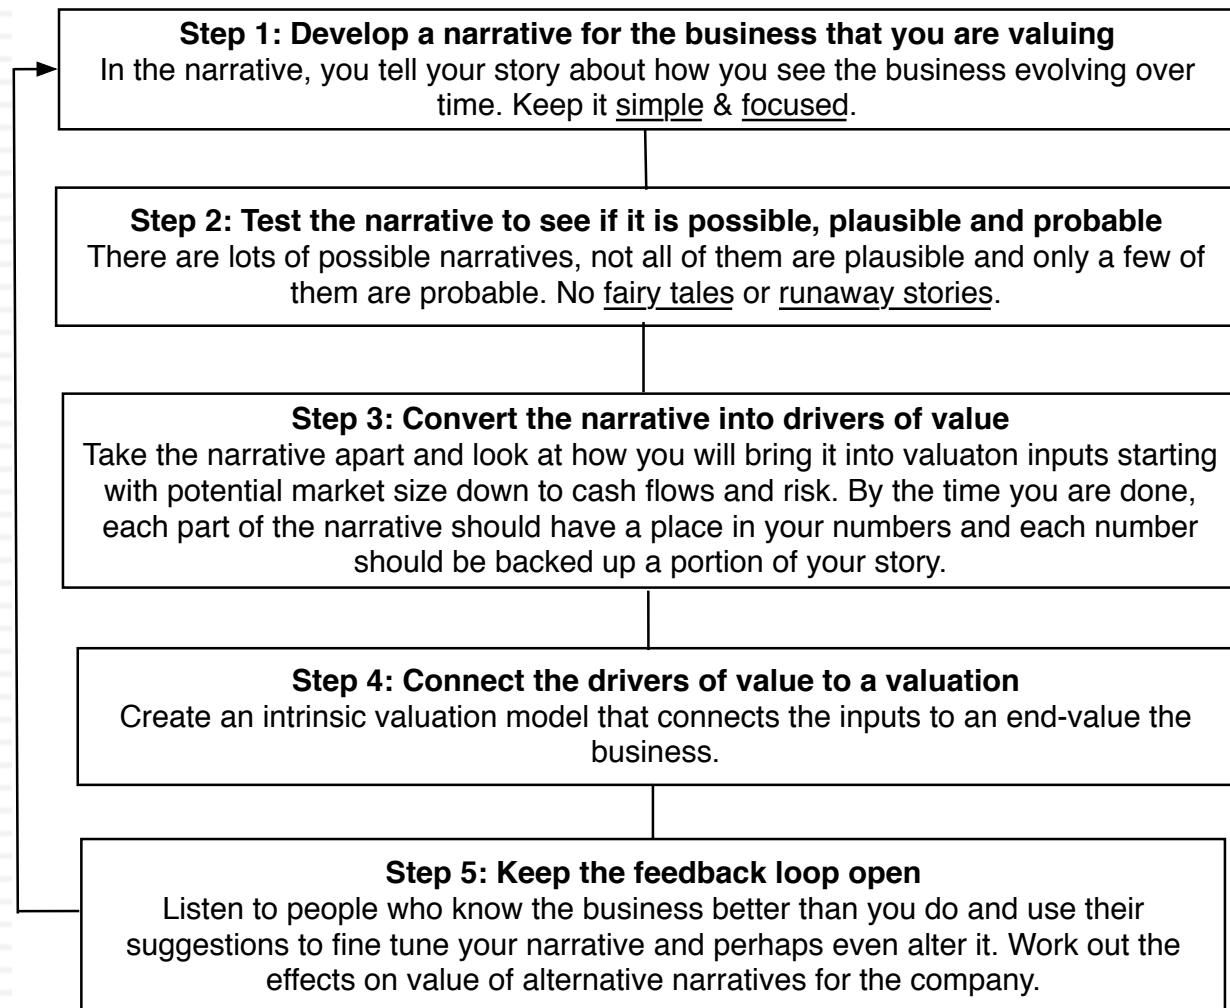 Step 1: Develop a narrative for the business that you are valuing
In the narrative, you tell your story about how you see the business evolving over
time. Keep it simple & focused.
Step 2: Test the narrative to see if it is possible, plausible and probable
There are lots of possible narratives, not all of them are plausible and only a few of
them are probable. No fairy tales or runaway stories.
Step 3: Convert the narrative into drivers of value
Take the narrative apart and look at how you will bring it into valuaton inputs starting
with potential market size down to cash flows and risk. By the time you are done,
each part of the narrative should have a place in your numbers and each number
should be backed up a portion of your story.
Step 4: Connect the drivers of value to a valuation
Create an intrinsic valuation model that connects the inputs to an end-value the
business.
Step 5: Keep the feedback loop open
Listen to people who know the business better than you do and use their
suggestions to fine tune your narrative and perhaps even alter it. Work out the
effects on value of alternative narratives for the company.